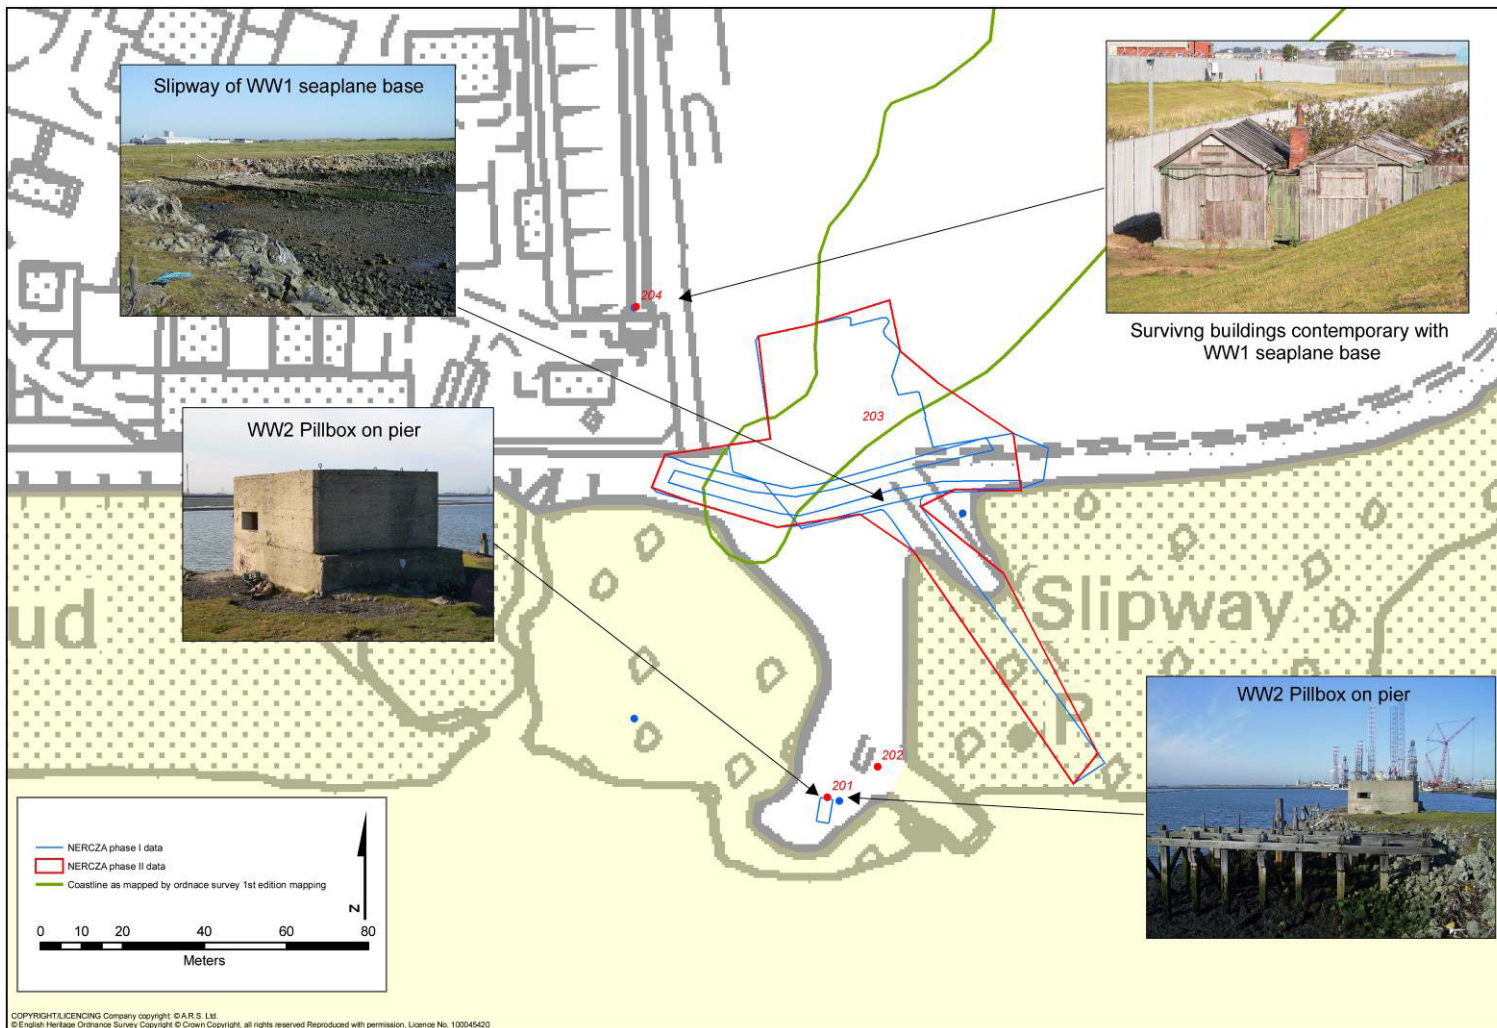 Slipway of WW1 seaplane base
Survivng buildings contemporary with
WW1 seaplane base
204
203
WW2 Pillbox on pier
ud
Slipway
P
WW2 Pillbox on pier
202
201
NERCZA phase I data
NERCZA phase II data
Coastline as mapped by ordnace survey 1st edition mapping
N
0 10 20 40 60 80
Meters
COPYRIGHT/LICENCING Company copyright: © A.R.S. Ltd.
© English Heritage Ordnance Survey Copyright © Crown Copyright, all rights reserved Reproduced with permission, Licence No. 100045420